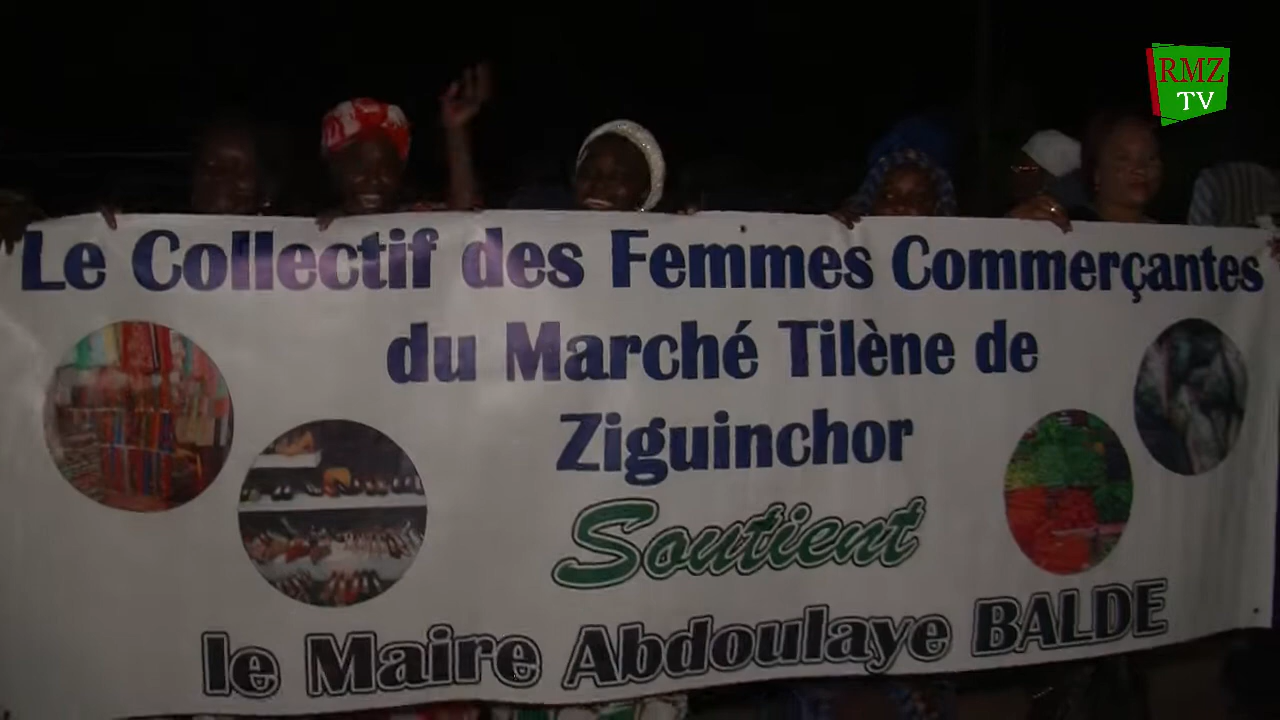 RMZ
TV
Le Collectif des Femmes Commerçantes
du Marché Tilène de
Ziguinchor
Soutient
le Maire Abdoulaye BALDE